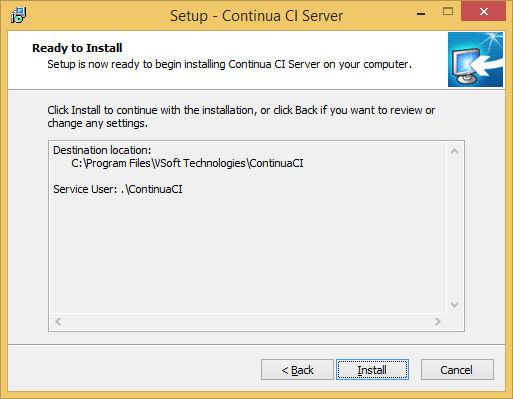 Setup - Continua CI Server
Ready to Install
Setup is now ready to begin installing Continua CI Server on your computer.
Click Install to continue with the installation, or click Back if you want to review or
change any settings.
Destination location:
C:\Program Files\VSoft Technologies\ContinuaCI
Service User: .\ContinuaCI
< Back
Install
Cancel